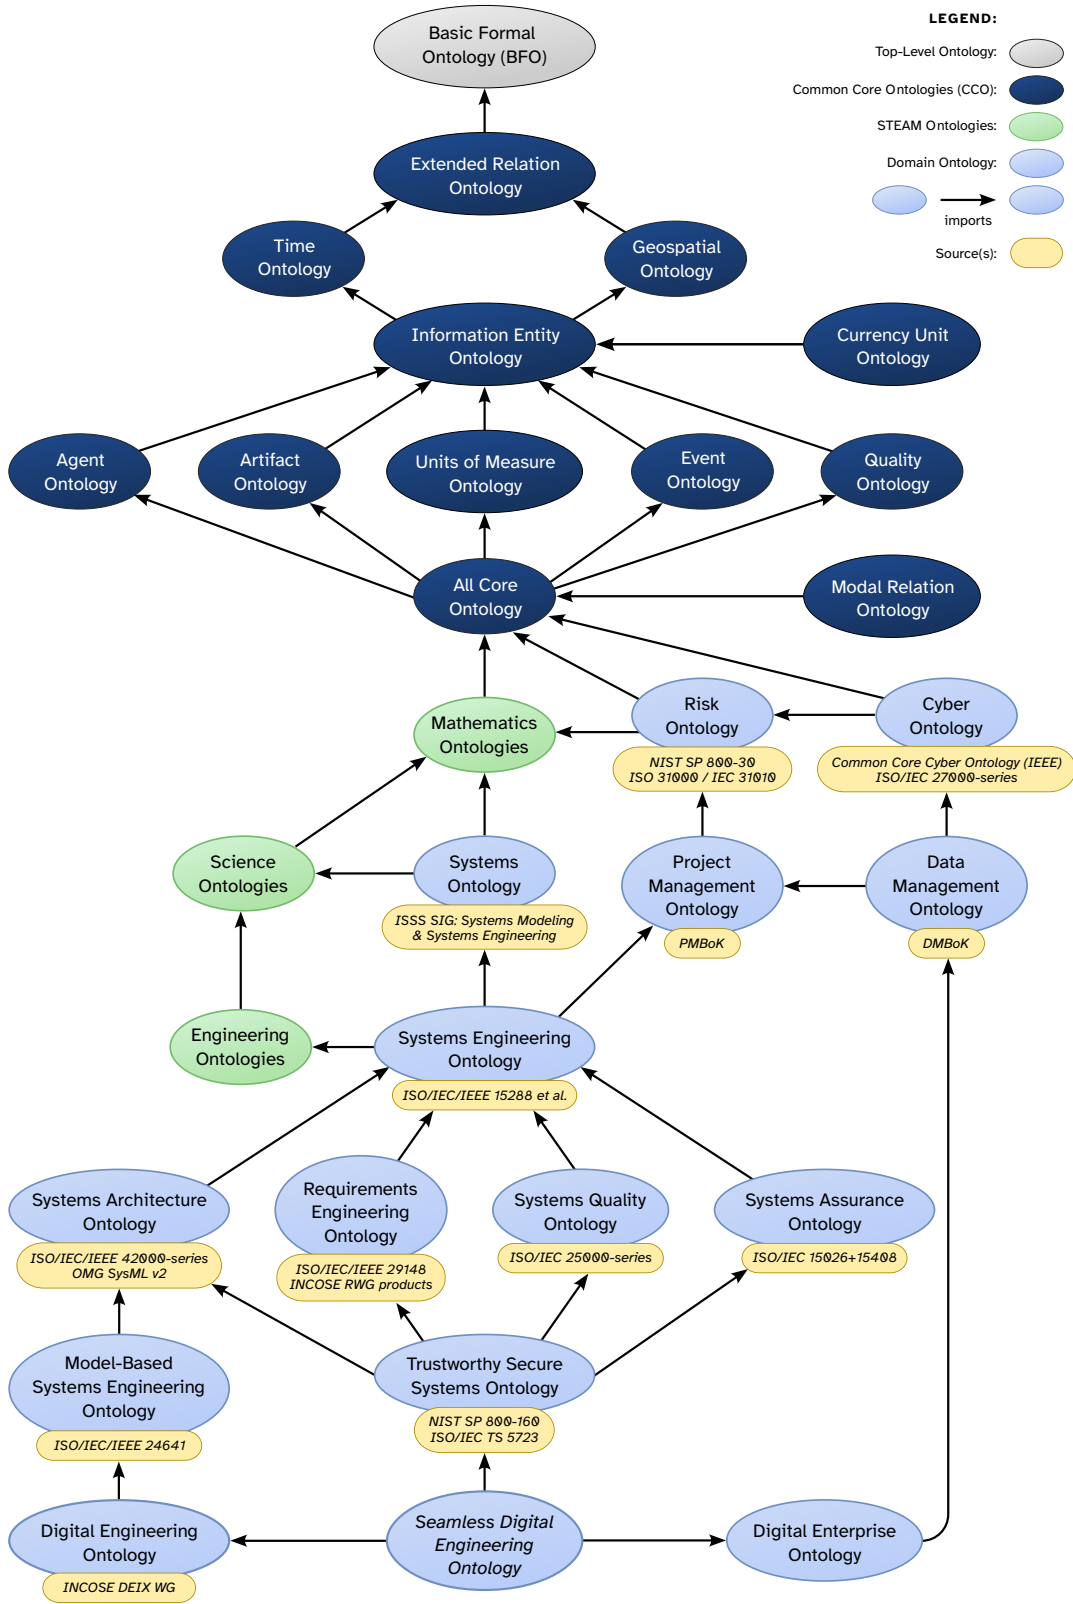 Basic Formal
Ontology (BFO)
LEGEND:
Top-Level Ontology:
Common Core Ontologies (CCO):
STEAM Ontologies:
Domain Ontology:
imports
Source(s):
Extended Relation
Ontology
Time
Ontology
Geospatial
Ontology
Information Entity
Ontology
Currency Unit
Ontology
Agent
Ontology
Artifact
Ontology
Units of Measure
Ontology
Event
Ontology
Quality
Ontology
All Core
Ontology
Modal Relation
Ontology
Mathematics
Ontologies
Risk
Ontology
NIST SP 800-30
ISO 31000 / IEC 31010
Cyber
Ontology
Common Core Cyber Ontology (IEEE)
ISO/IEC 27000-series
Science
Ontologies
Systems
Ontology
ISSS SIG: Systems Modeling
& Systems Engineering
Project
Management
Ontology
PMBoK
Data
Management
Ontology
DMBoK
Engineering
Ontologies
Systems Engineering
Ontology
ISO/IEC/IEEE 15288 et al.
Systems Architecture
Ontology
ISO/IEC/IEEE 42000-series
OMG SysML v2
Requirements
Engineering
Ontology
ISO/IEC/IEEE 29148
INCOSE RWG products
Systems Quality
Ontology
ISO/IEC 25000-series
Systems Assurance
Ontology
ISO/IEC 15026+15408
Model-Based
Systems Engineering
Ontology
ISO/IEC/IEEE 24641
Trustworthy Secure
Systems Ontology
NIST SP 800-160
ISO/IEC TS 5723
Digital Engineering
Ontology
INCOSE DEIX WG
Seamless Digital
Engineering
Ontology
Digital Enterprise
Ontology